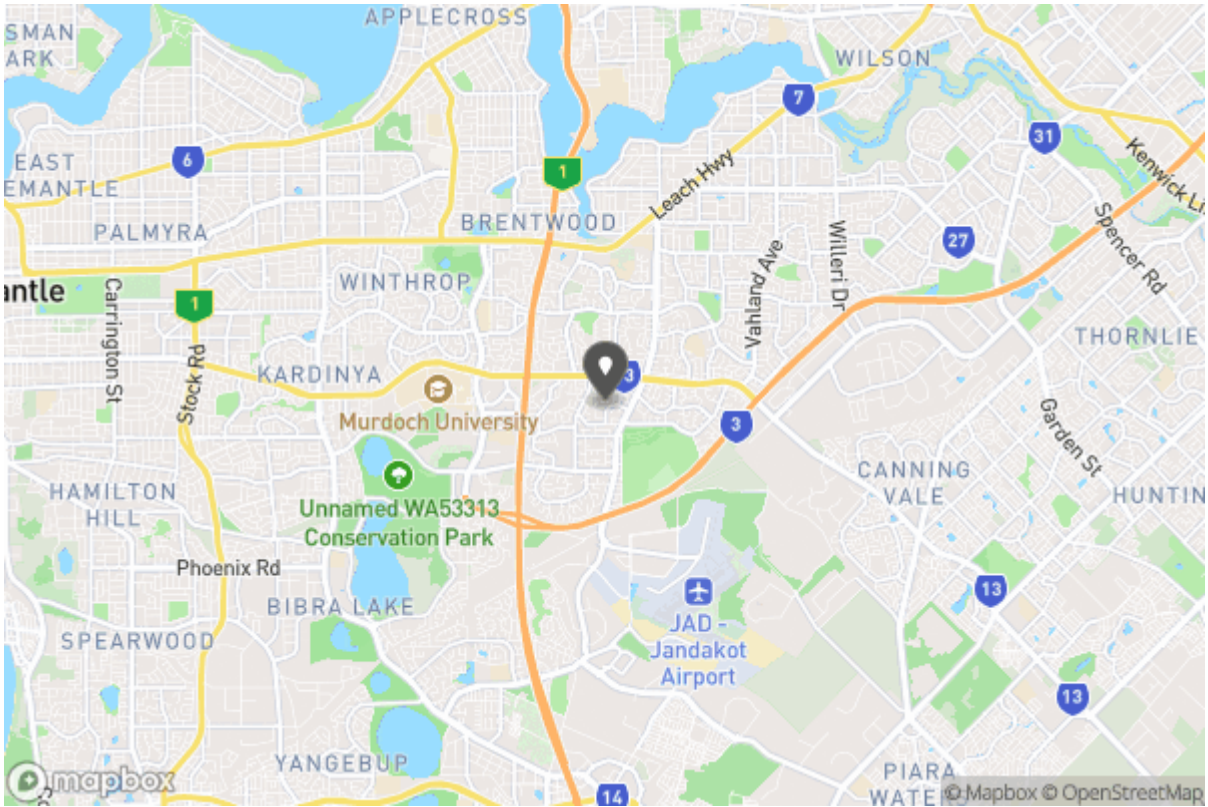 APPLECROSS
SMAN
ARK
WILSON
7
31
6
EAST
EMANTLE
1
Kenwick Li
Leach Hwy
BRENTWOOD
PALMYRA
27
Spencer Rd
Willeri Dr
Vahland Ave
WINTHROP
antle
1
Carrington St
Stock Rd
THORNLIE
KARDINYA
3
Murdoch University
3
Garden St
CANNING
VALE
HAMILTON
HILL
HUNTIN
Unnamed WA53313
Conservation Park
Phoenix Rd
13
BIBRA LAKE
JAD -
Jandakot
Airport
SPEARWOOD
13
YANGEBUP
PIARA
WATE
14
mapbox
© Mapbox © OpenStreetMap